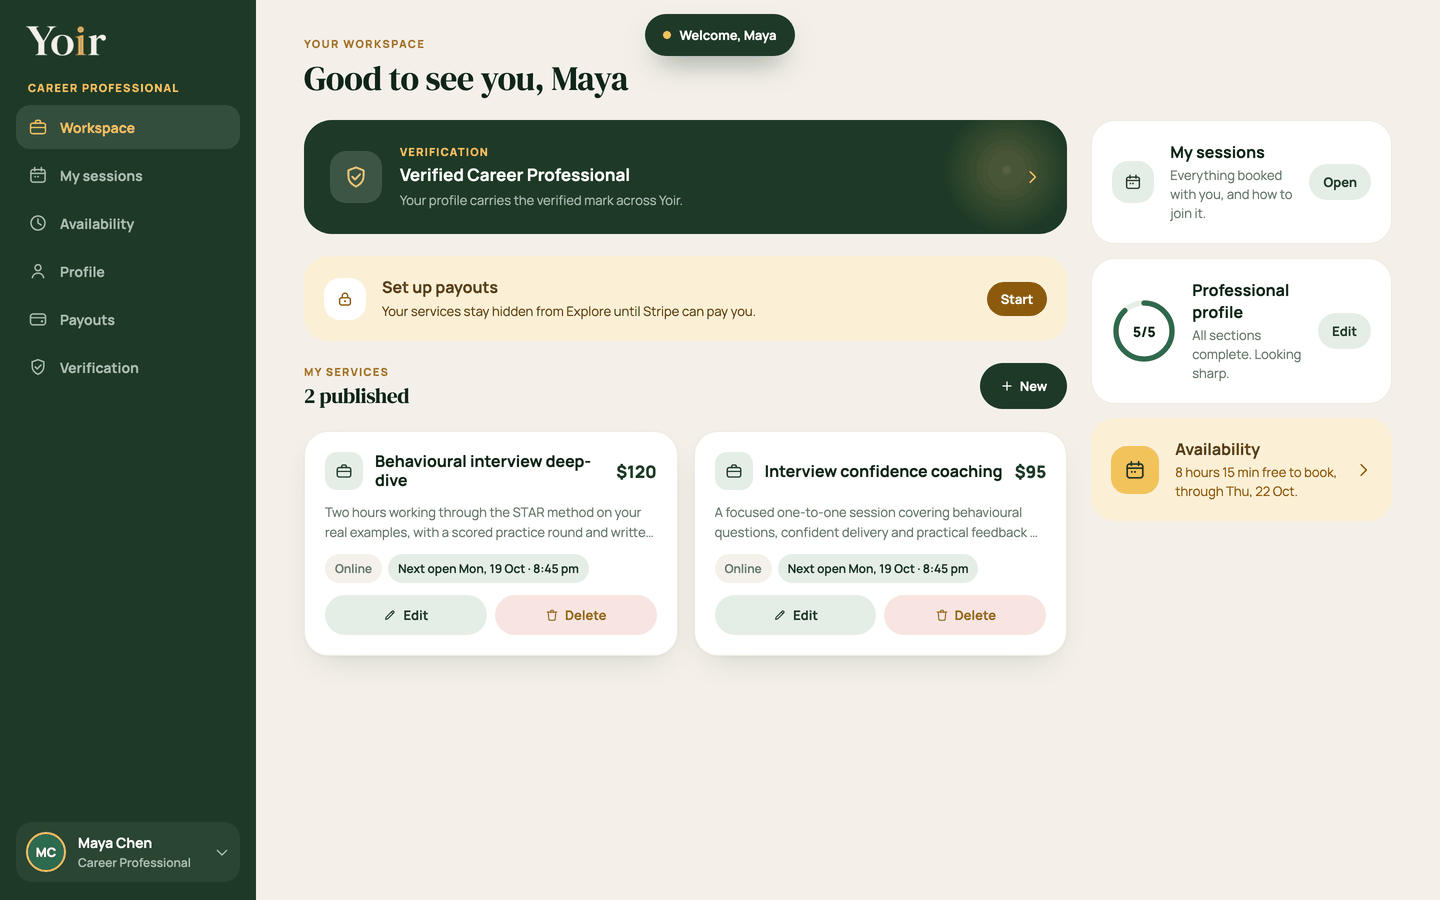 Yoir
CAREER PROFESSIONAL
Workspace
My sessions
Availability
Profile
Payouts
Verification
MC
Maya Chen
Career Professional
Welcome, Maya
YOUR WORKSPACE
Good to see you, Maya
VERIFICATION
Verified Career Professional
Your profile carries the verified mark across Yoir.
Set up payouts
Your services stay hidden from Explore until Stripe can pay you.
Start
MY SERVICES
2 published
+ New
Behavioural interview deep-
dive
$120
Two hours working through the STAR method on your
real examples, with a scored practice round and writte...
Online
Next open Mon, 19 Oct · 8:45 pm
Edit
Delete
Interview confidence coaching
$95
A focused one-to-one session covering behavioural
questions, confident delivery and practical feedback ...
Online
Next open Mon, 19 Oct · 8:45 pm
Edit
Delete
My sessions
Everything booked
with you, and how to
join it.
Open
5/5
Professional
profile
All sections
complete. Looking
sharp.
Edit
Availability
8 hours 15 min free to book,
through Thu, 22 Oct.